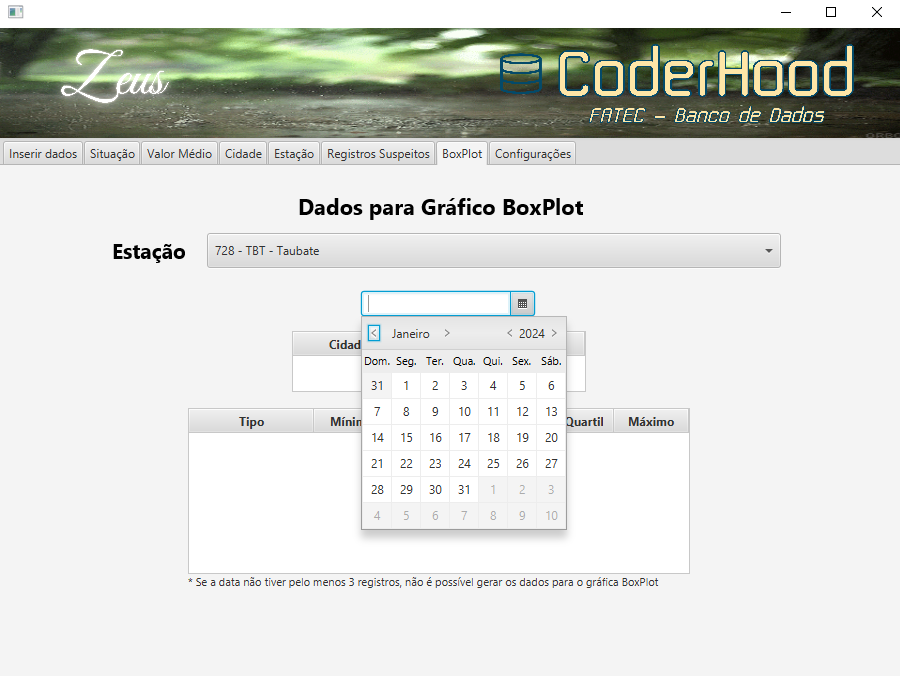 Zeus
CoderHood
FATEC – Banco de Dados
Inserir dados Situação Valor Médio Cidade Estação Registros Suspeitos BoxPlot Configurações
Dados para Gráfico BoxPlot
Estação 728 - TBT - Taubate
< Janeiro > < 2024 >
Cidad
Dom. Seg. Ter. Qua. Qui. Sex. Sáb.
31 1 2 3 4 5 6
7 8 9 10 11 12 13
Tipo Mínin Quartil Máximo
14 15 16 17 18 19 20
21 22 23 24 25 26 27
28 29 30 31 1 2 3
4 5 6 7 8 9 10
* Se a data não tiver pelo menos 3 registros, não é possível gerar os dados para o gráfica BoxPlot